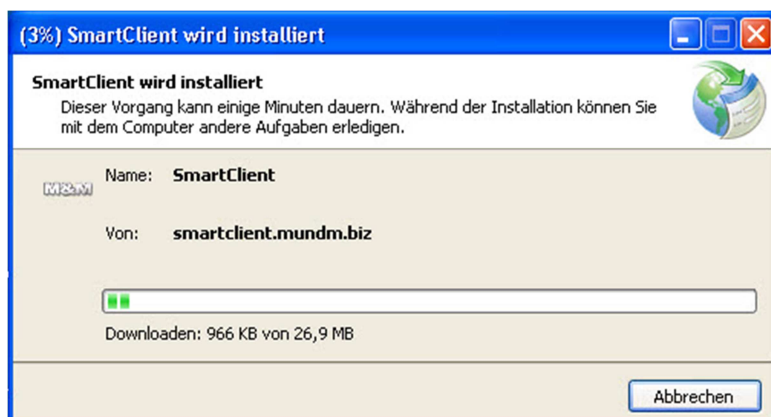 (3%) SmartClient wird installiert
SmartClient wird installiert
Dieser Vorgang kann einige Minuten dauern. Während der Installation können Sie
mit dem Computer andere Aufgaben erledigen.
M&M
Name: SmartClient
Von: smartclient.mundm.biz
Downloaden: 966 KB von 26,9 MB
Abbrechen